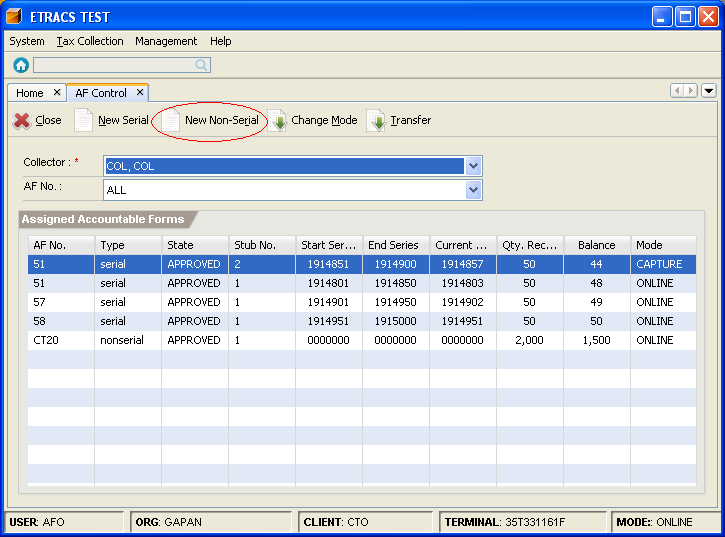 ETRACS TEST
System Tax Collection Management Help
Home AF Control
Close New Serial New Non-Serial Change Mode Transfer
Collector : * COL, COL
AF No. : ALL
Assigned Accountable Forms
AF No. Type State Stub No. Start Ser... End Series Current ... Qty. Rec... Balance Mode
51 serial APPROVED 2 1914851 1914900 1914857 50 44 CAPTURE
51 serial APPROVED 1 1914801 1914850 1914803 50 48 ONLINE
57 serial APPROVED 1 1914901 1914950 1914902 50 49 ONLINE
58 serial APPROVED 1 1914951 1915000 1914951 50 50 ONLINE
CT20 nonserial APPROVED 1 0000000 0000000 0000000 2,000 1,500 ONLINE
USER: AFO ORG: GAPAN CLIENT: CTO TERMINAL: 35T331161F MODE:: ONLINE